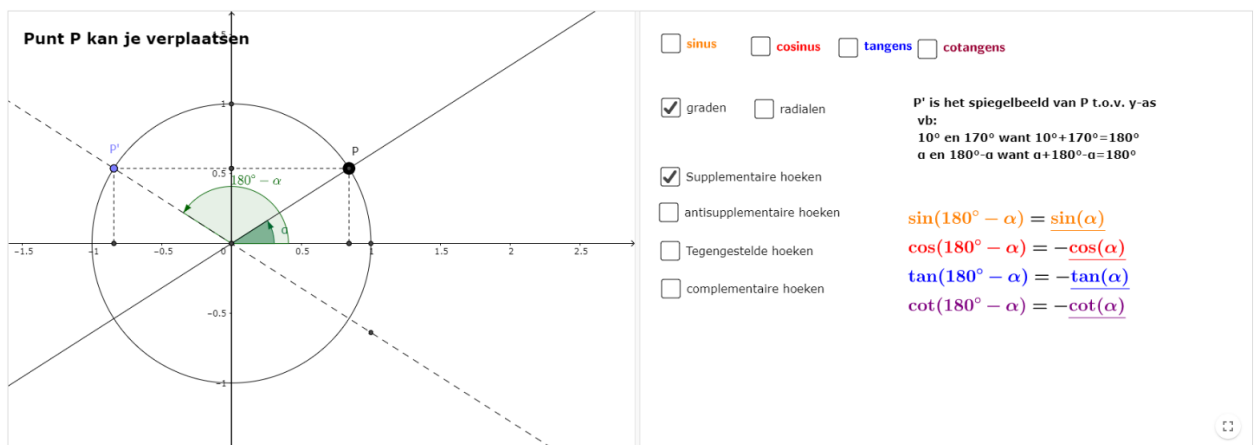 Punt P kan je verplaatsen
1
P'
P
0.5
180° − α
α
−1.5
−1
−0.5
0
0.5
1
1.5
2
2.5
−0.5
−1
sinus
cosinus
tangens
cotangens
graden
radialen
P' is het spiegelbeeld van P t.o.v. y-as
vb:
10° en 170° want 10°+170°=180°
α en 180°-α want α+180°-α=180°
Supplementaire hoeken
antisupplementaire hoeken
Tegengestelde hoeken
complementaire hoeken
sin(180° − α) = sin(α)
cos(180° − α) = −cos(α)
tan(180° − α) = −tan(α)
cot(180° − α) = −cot(α)